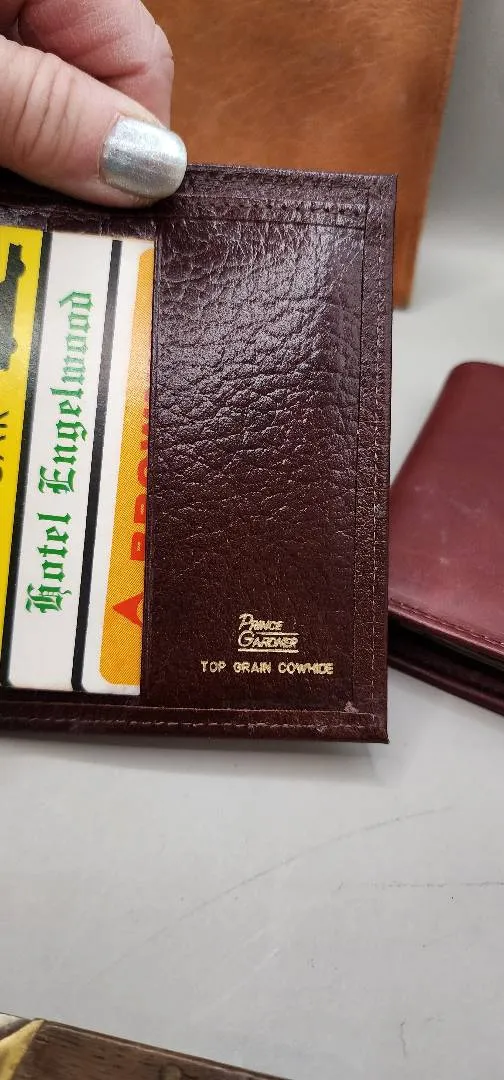 Hotel Engelwood
PRINCE
GARDNER
TOP GRAIN COWHIDE